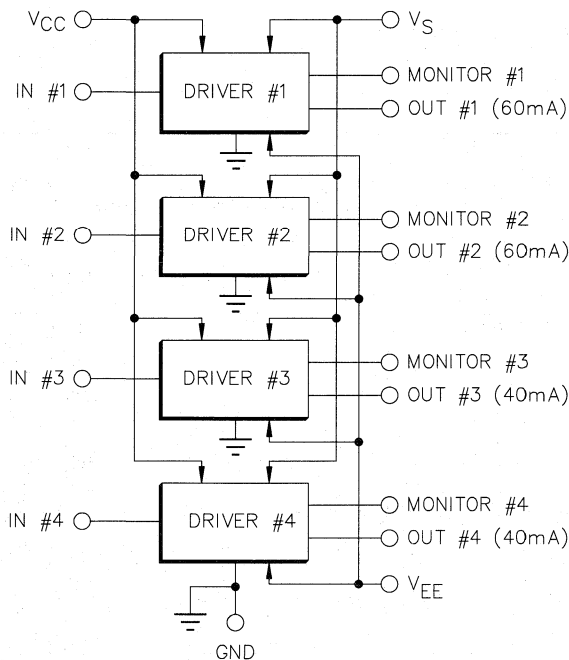 VCC VS
MONITOR #1
IN #1 DRIVER #1
OUT #1 (60mA)
MONITOR #2
IN #2 DRIVER #2
OUT #2 (60mA)
MONITOR #3
IN #3 DRIVER #3
OUT #3 (40mA)
MONITOR #4
IN #4 DRIVER #4
OUT #4 (40mA)
VEE
GND